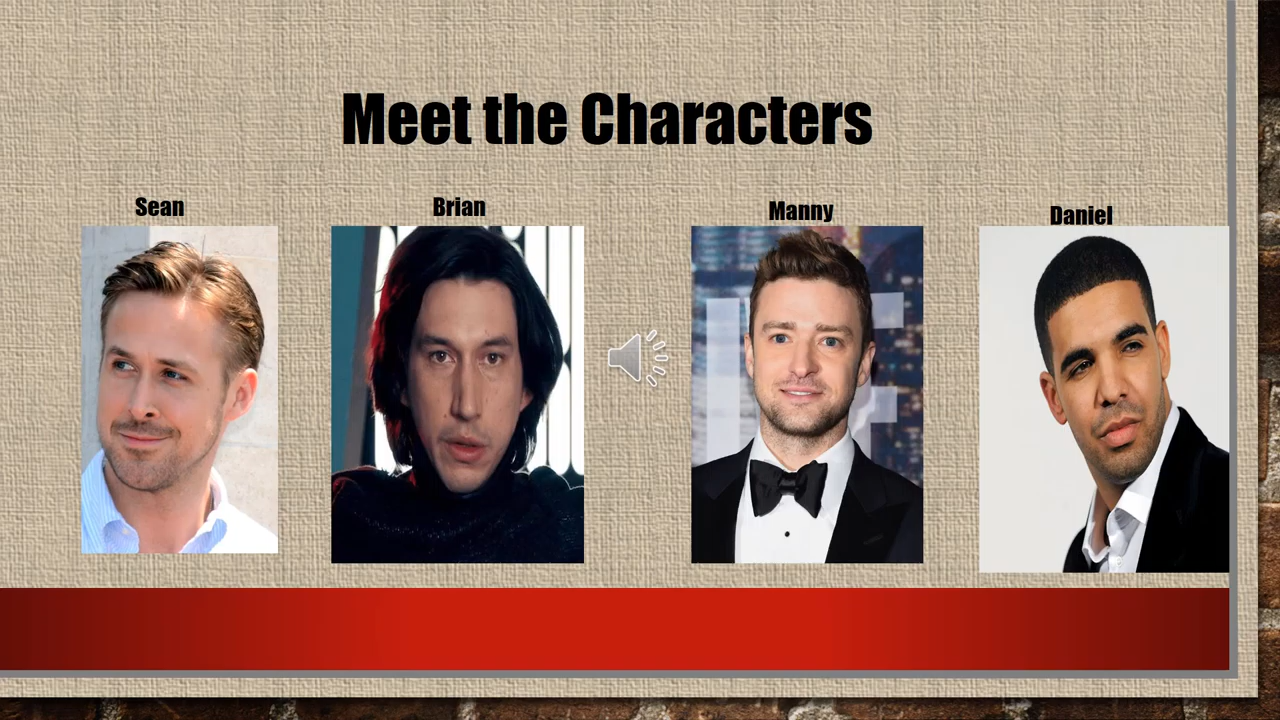 Meet the Characters
Sean
Brian
Manny
Daniel